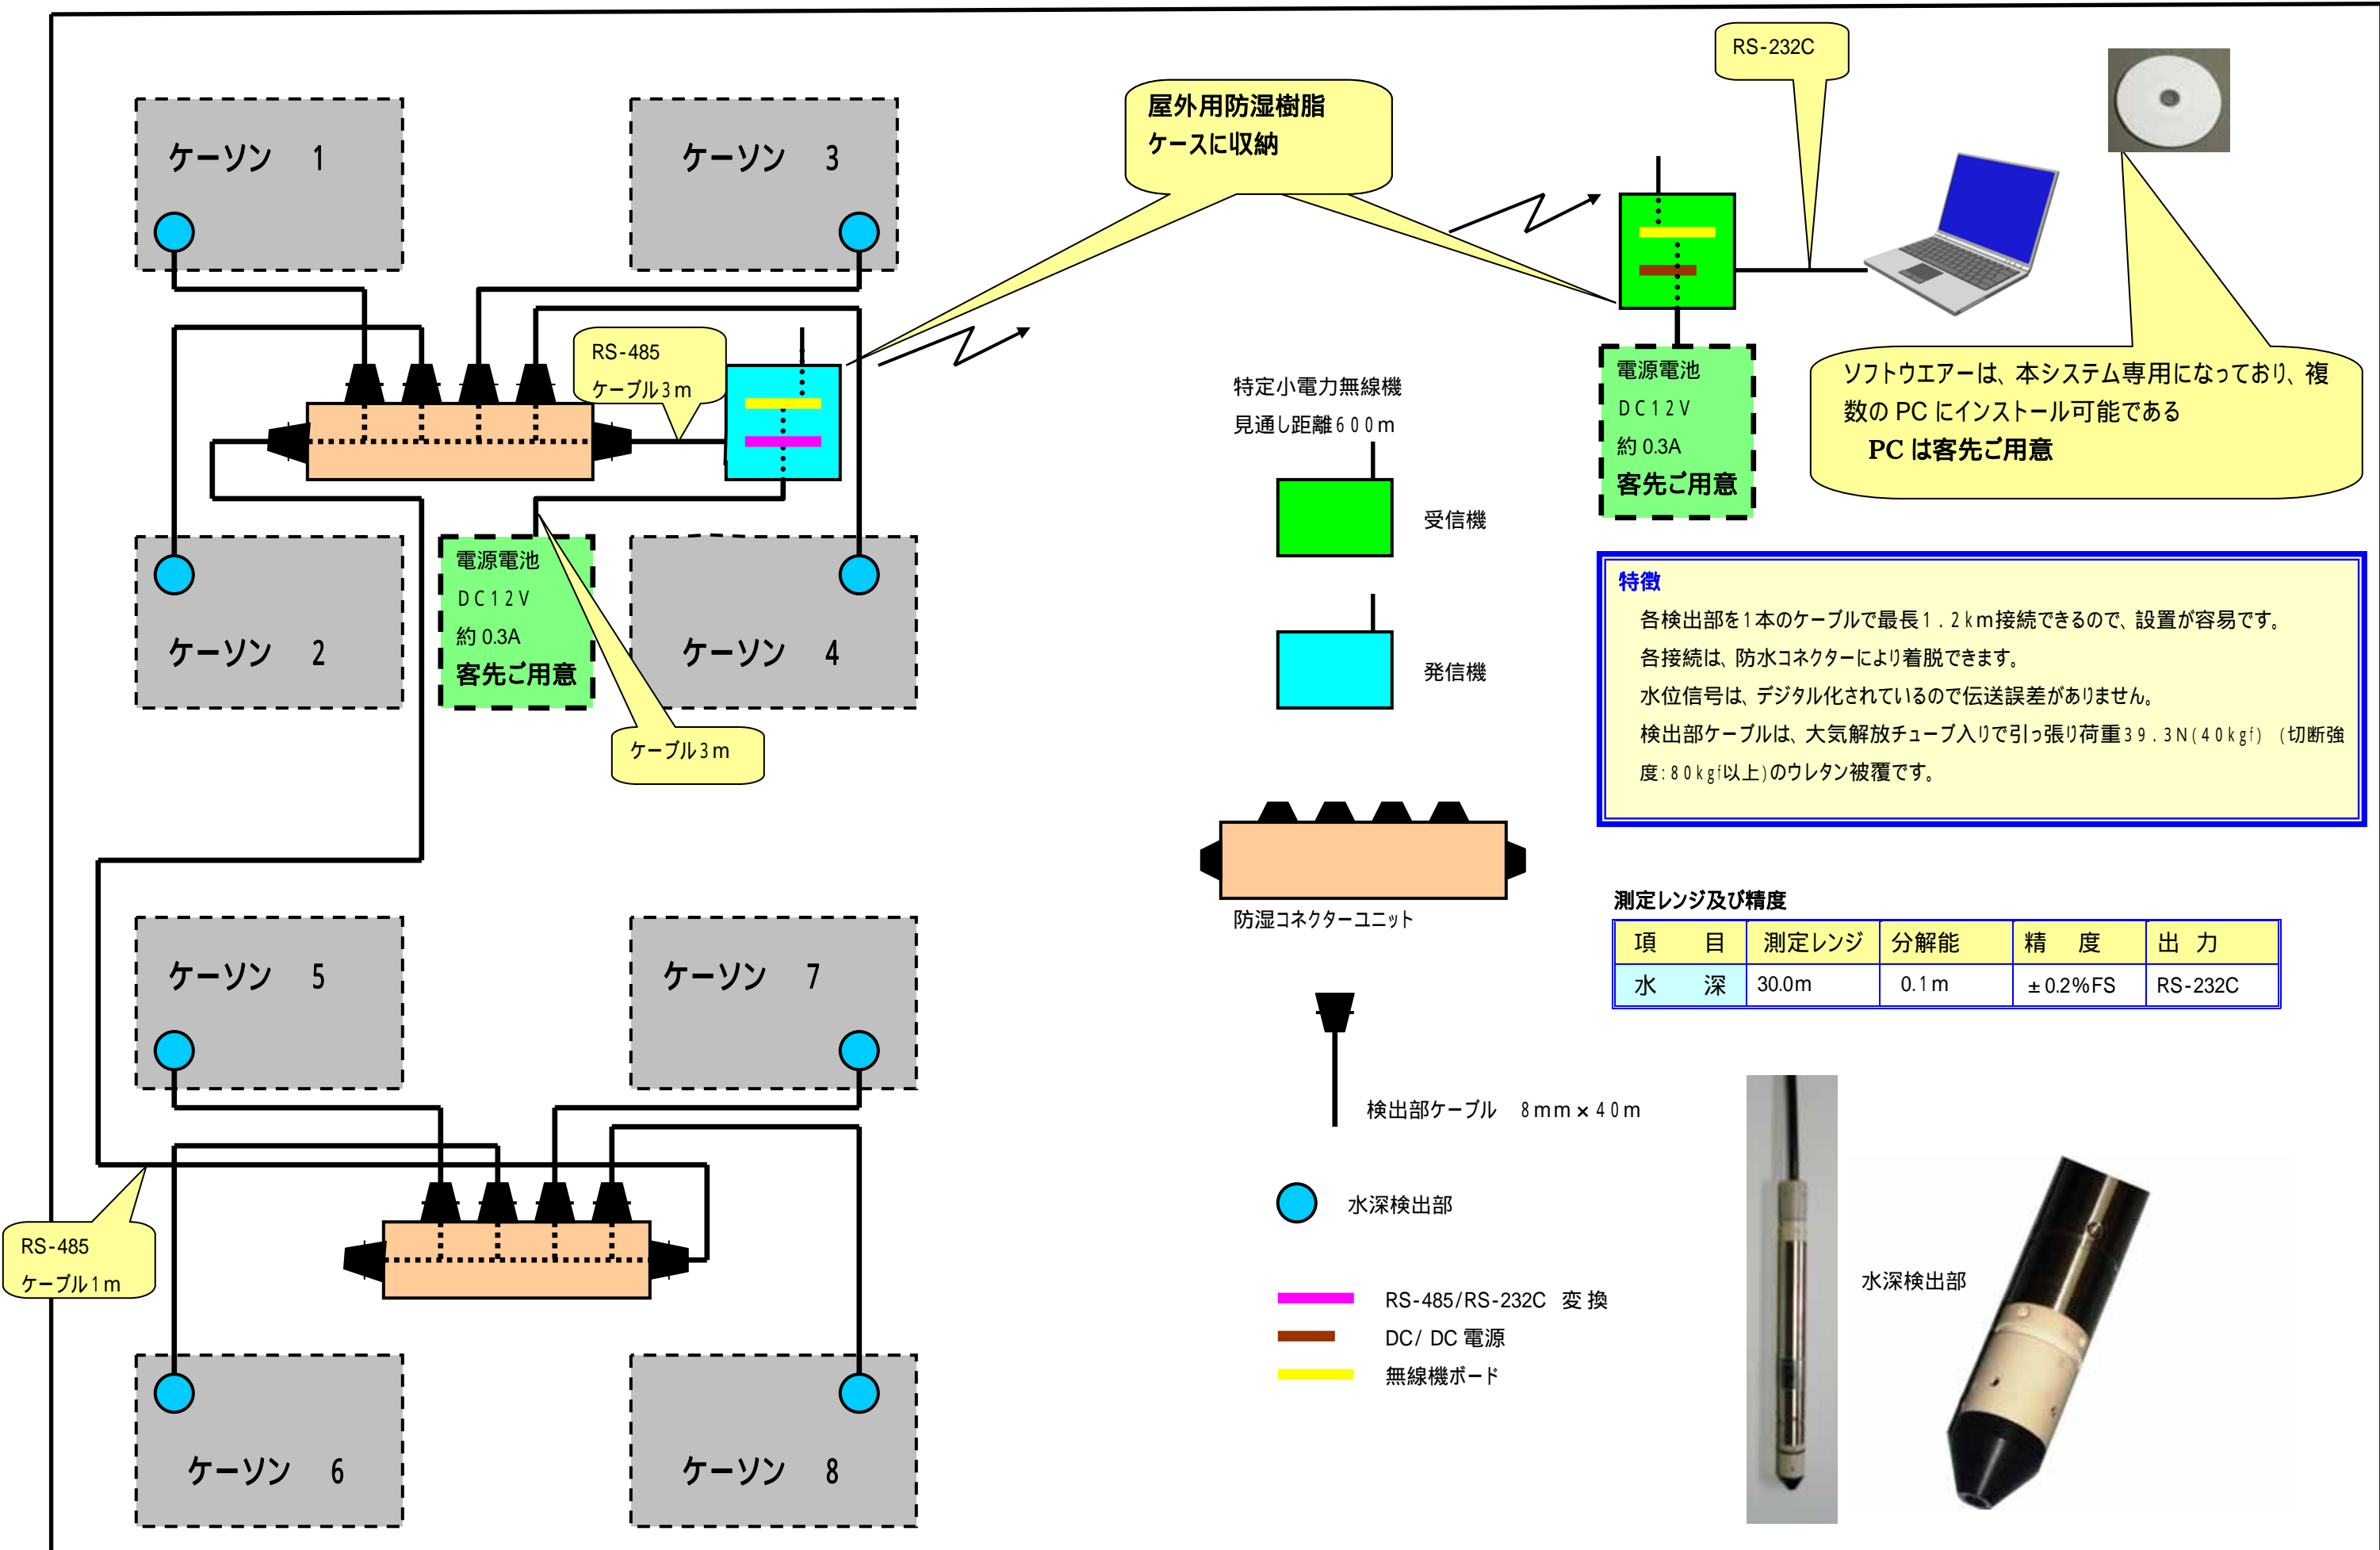 RS-232C
屋外用防湿樹脂
ケースに収納
ケーソン 1
ケーソン 3
RS-485
ケーブル3m
特定小電力無線機
見通し距離600m
電源電池
DC12V
約 0.3A
客先ご用意
ソフトウエアーは、本システム専用になっており、複
数の PC にインストール可能である
PC は客先ご用意
受信機
電源電池
DC12V
約 0.3A
客先ご用意
ケーソン 2
ケーソン 4
発信機
ケーブル3m
特徴
各検出部を1本のケーブルで最長1.2km接続できるので、設置が容易です。
各接続は、防水コネクターにより着脱できます。
水位信号は、デジタル化されているので伝送誤差がありません。
検出部ケーブルは、大気解放チューブ入りで引っ張り荷重39.3N(40kgf) (切断強
度:80kgf以上)のウレタン被覆です。
防湿コネクターユニット
測定レンジ及び精度
項 目 測定レンジ 分解能 精 度 出 力
水 深 30.0m 0.1m ±0.2%FS RS-232C
ケーソン 5
ケーソン 7
検出部ケーブル 8mm×40m
水深検出部
RS-485
ケーブル1m
水深検出部
RS-485/RS-232C 変換
DC/ DC 電源
無線機ボード
ケーソン 6
ケーソン 8